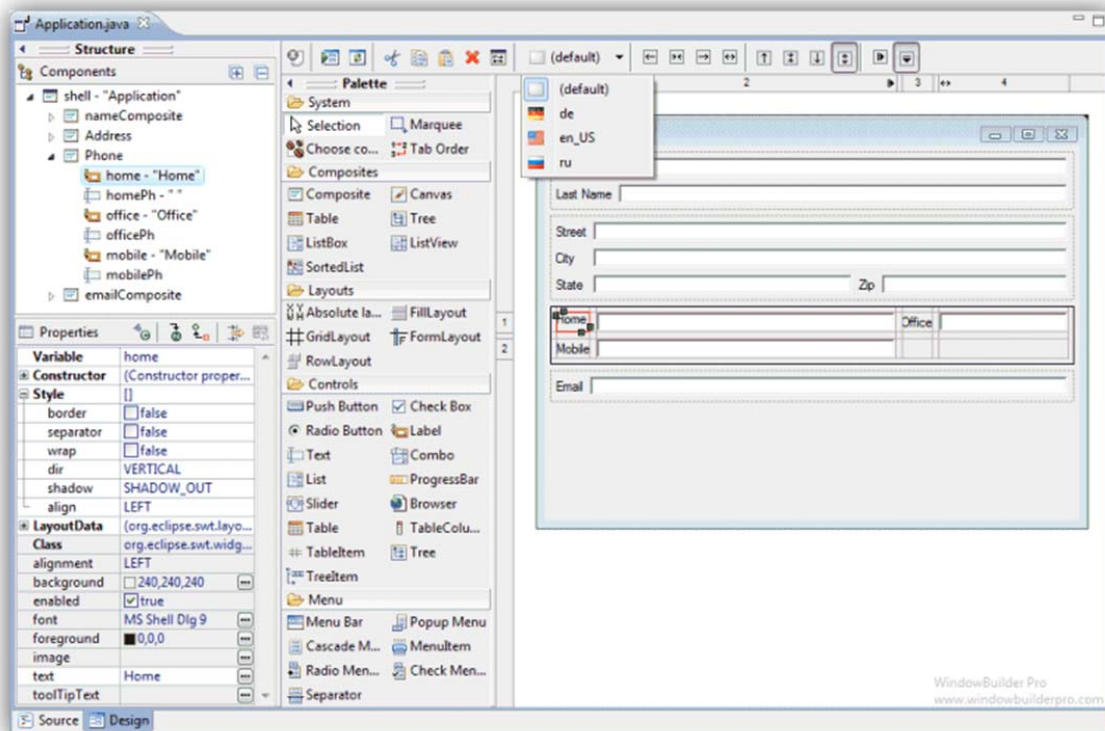 Application.java
Structure
Components
shell - "Application"
nameComposite
Address
Phone
home - "Home"
homePh - " "
office - "Office"
officePh
mobile - "Mobile"
mobilePh
emailComposite
Properties
Variable home
Constructor (Constructor proper...
Style []
border false
separator false
wrap false
dir VERTICAL
shadow SHADOW_OUT
align LEFT
LayoutData (org.eclipse.swt.layo...
Class org.eclipse.swt.widg...
alignment LEFT
background 240,240,240
enabled true
font MS Shell Dlg 9
foreground 0,0,0
image
text Home
toolTipText
Source Design
Palette
System
Selection Marquee
Choose co... Tab Order
Composites
Composite Canvas
Table Tree
ListBox ListView
SortedList
Layouts
Absolute la... FillLayout
GridLayout FormLayout
RowLayout
Controls
Push Button Check Box
Radio Button Label
Text Combo
List ProgressBar
Slider Browser
Table TableColu...
TableItem Tree
TreeItem
Menu
Menu Bar Popup Menu
Cascade M... MenuItem
Radio Men... Check Men...
Separator
(default)
(default)
de
en_US
ru
2 3 4
1
2
Last Name
Street
City
State Zip
Home Office
Mobile
Email
WindowBuilder Pro
www.windowbuilderpro.com